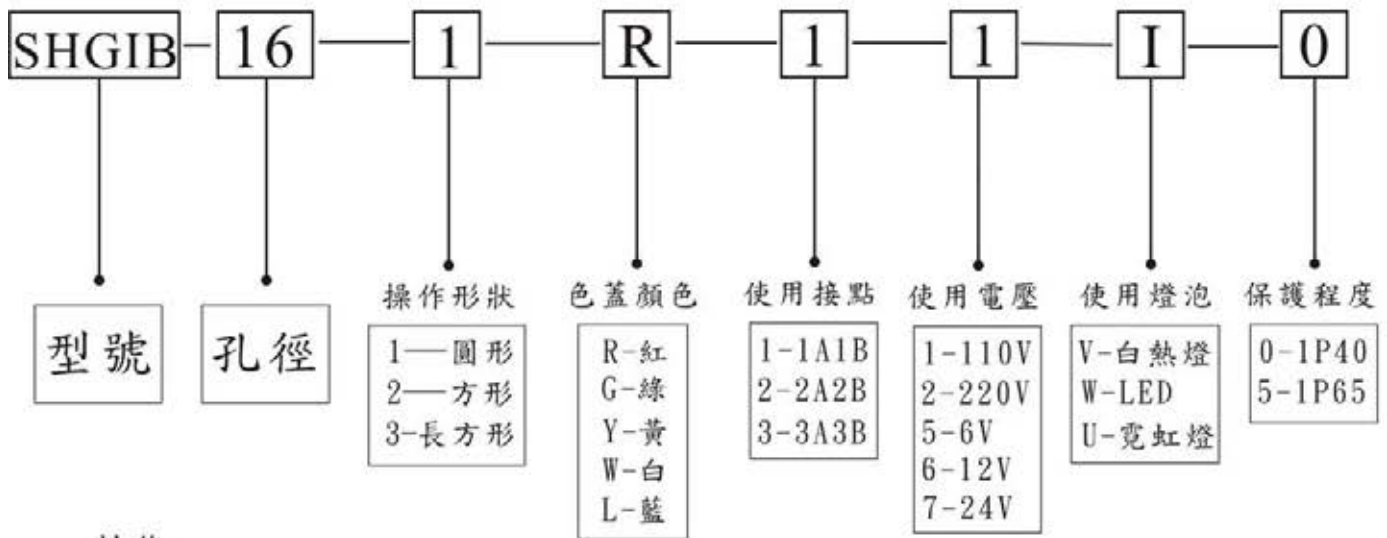 SHGIB-16-1-R-1-1-I-0
型號
孔徑
操作形狀
1—圓形
2—方形
3-長方形
色蓋顏色
R-紅
G-綠
Y-黃
W-白
L-藍
使用接點
1-1A1B
2-2A2B
3-3A3B
使用電壓
1-110V
2-220V
5-6V
6-12V
7-24V
使用燈泡
V-白熱燈
W-LED
U-霓虹燈
保護程度
0-1P40
5-1P65